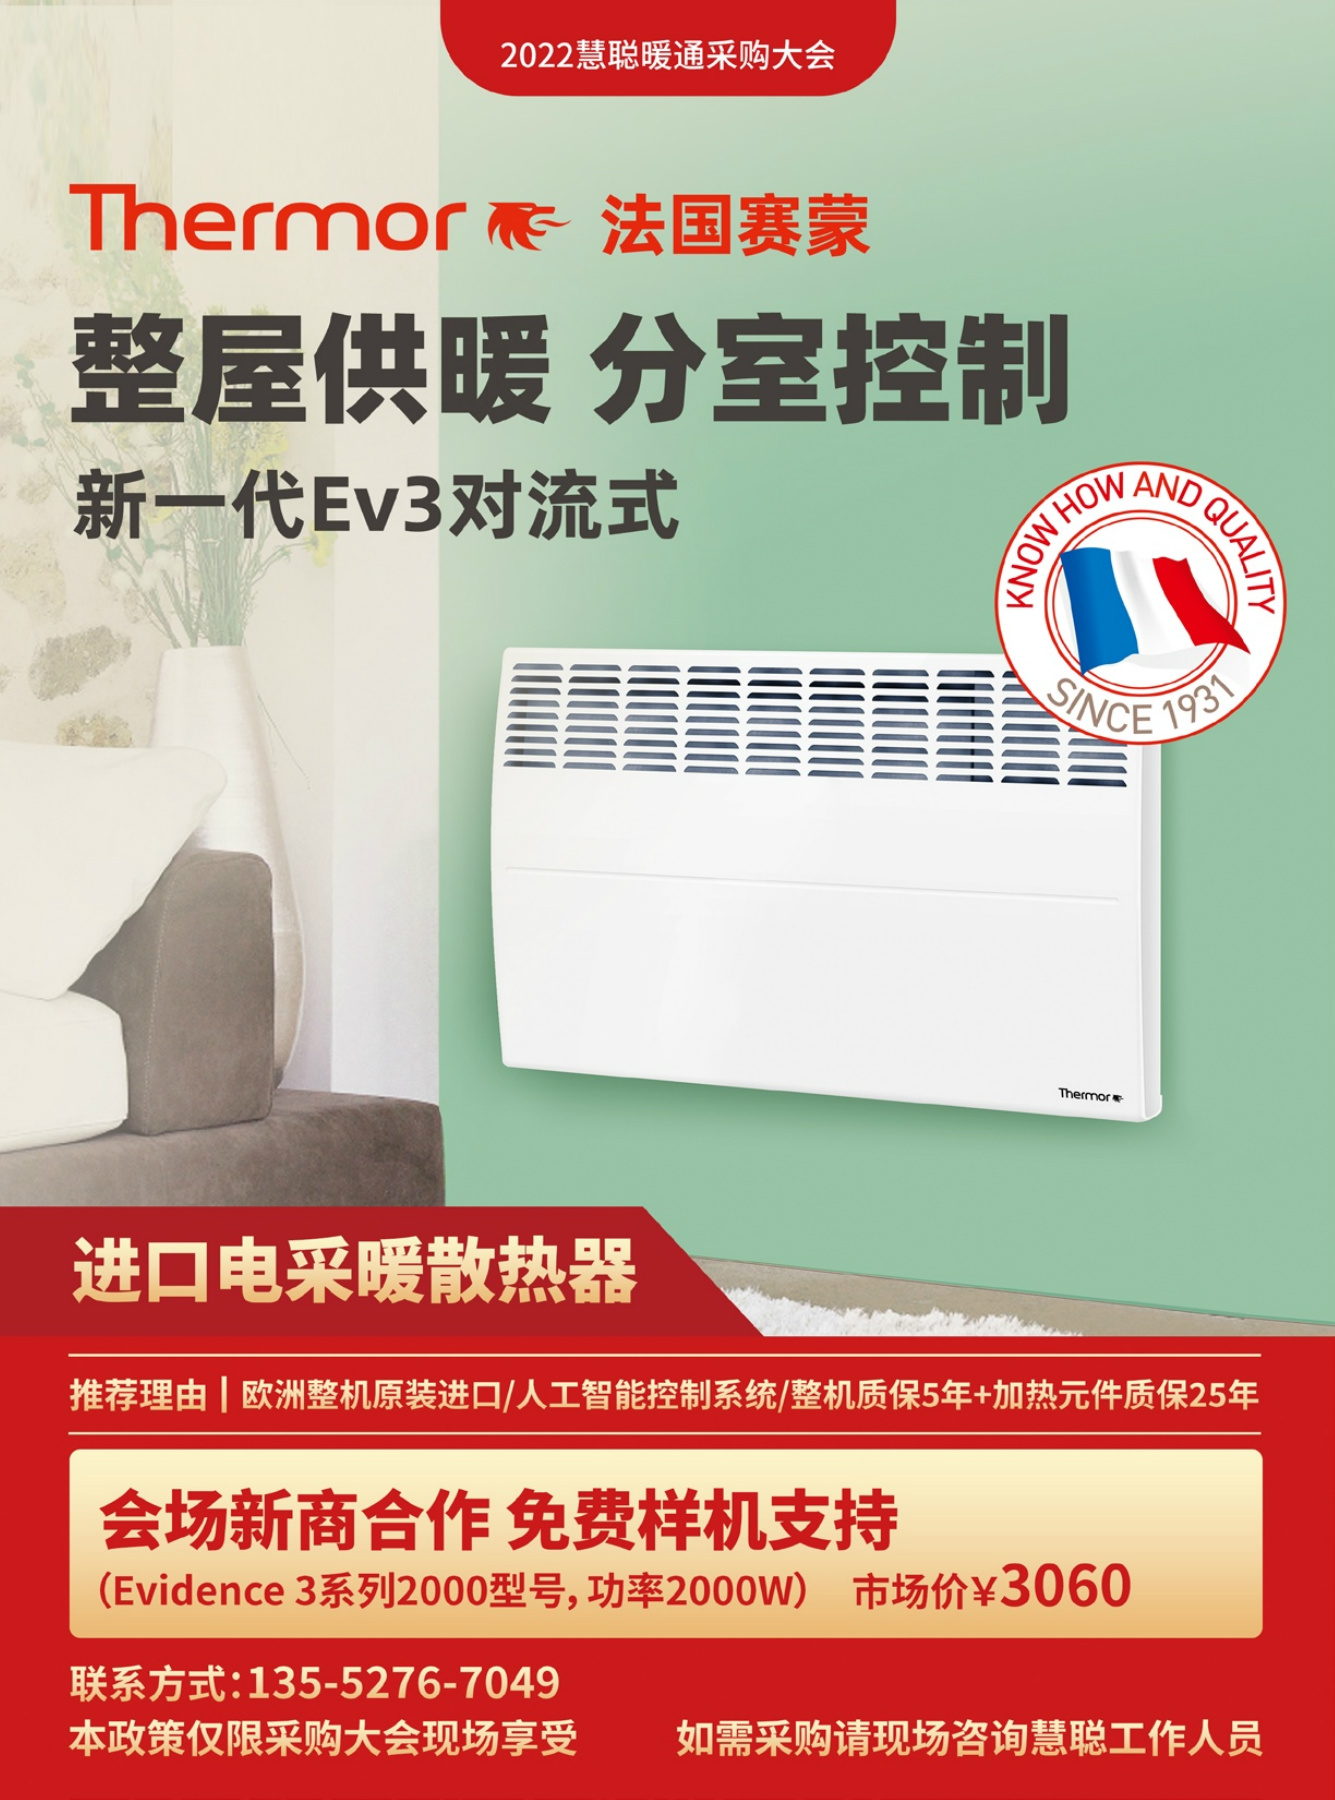 2022慧聪暖通采购大会
Thermor 法国赛蒙
整屋供暖 分室控制
新一代Ev3对流式
KNOW HOW AND QUALITY
SINCE 1931
Thermor
进口电采暖散热器
推荐理由|欧洲整机原装进口/人工智能控制系统/整机质保5年+加热元件质保25年
会场新商合作 免费样机支持
（Evidence 3系列2000型号，功率2000W） 市场价¥3060
联系方式：135-5276-7049
本政策仅限采购大会现场享受 如需采购请现场咨询慧聪工作人员